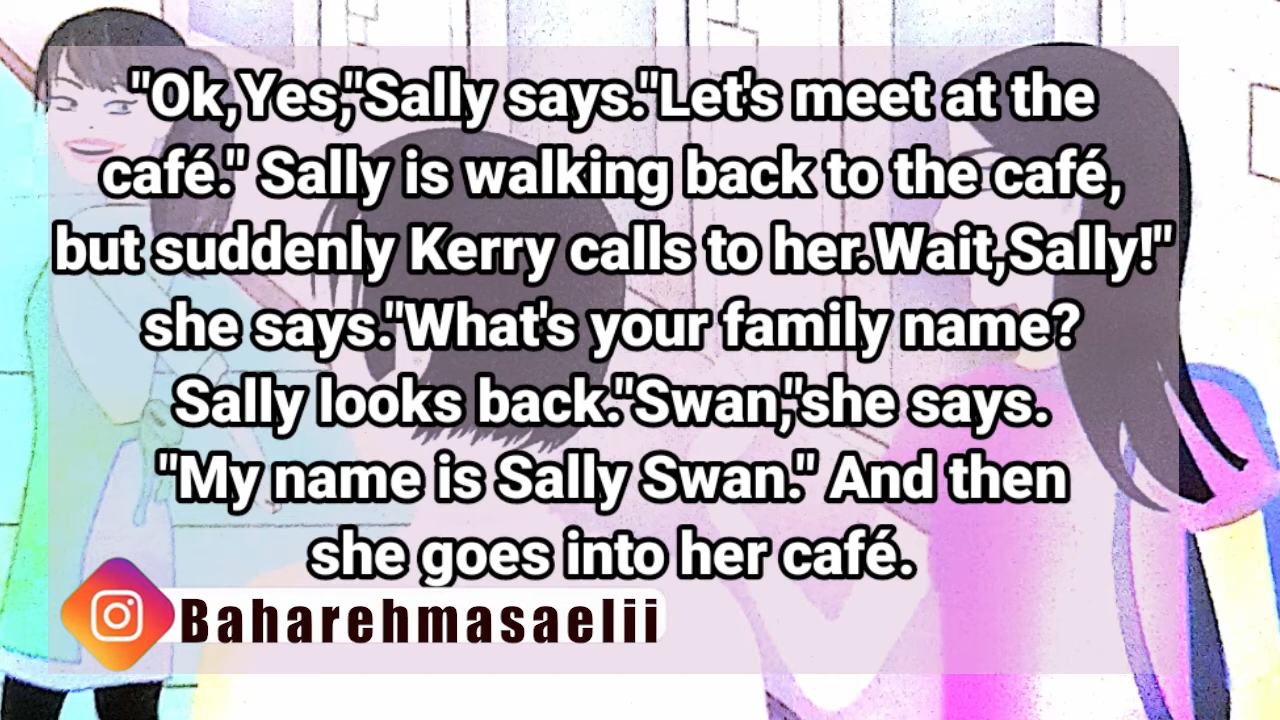 "Ok,Yes,"Sally says."Let's meet at the
café." Sally is walking back to the café,
but suddenly Kerry calls to her.Wait,Sally!"
she says."What's your family name?
Sally looks back."Swan,"she says.
"My name is Sally Swan." And then
she goes into her café.
Baharehmasaelii